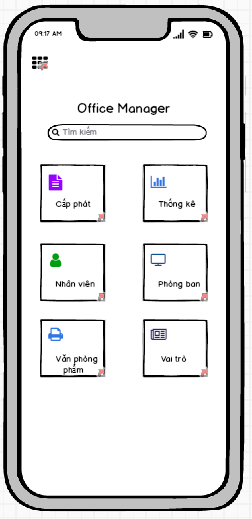 09:17 AM
Office Manager
Tìm kiếm
Cấp phát
Thống kê
Nhân viên
Phòng ban
Văn phòng
phẩm
Vai trò